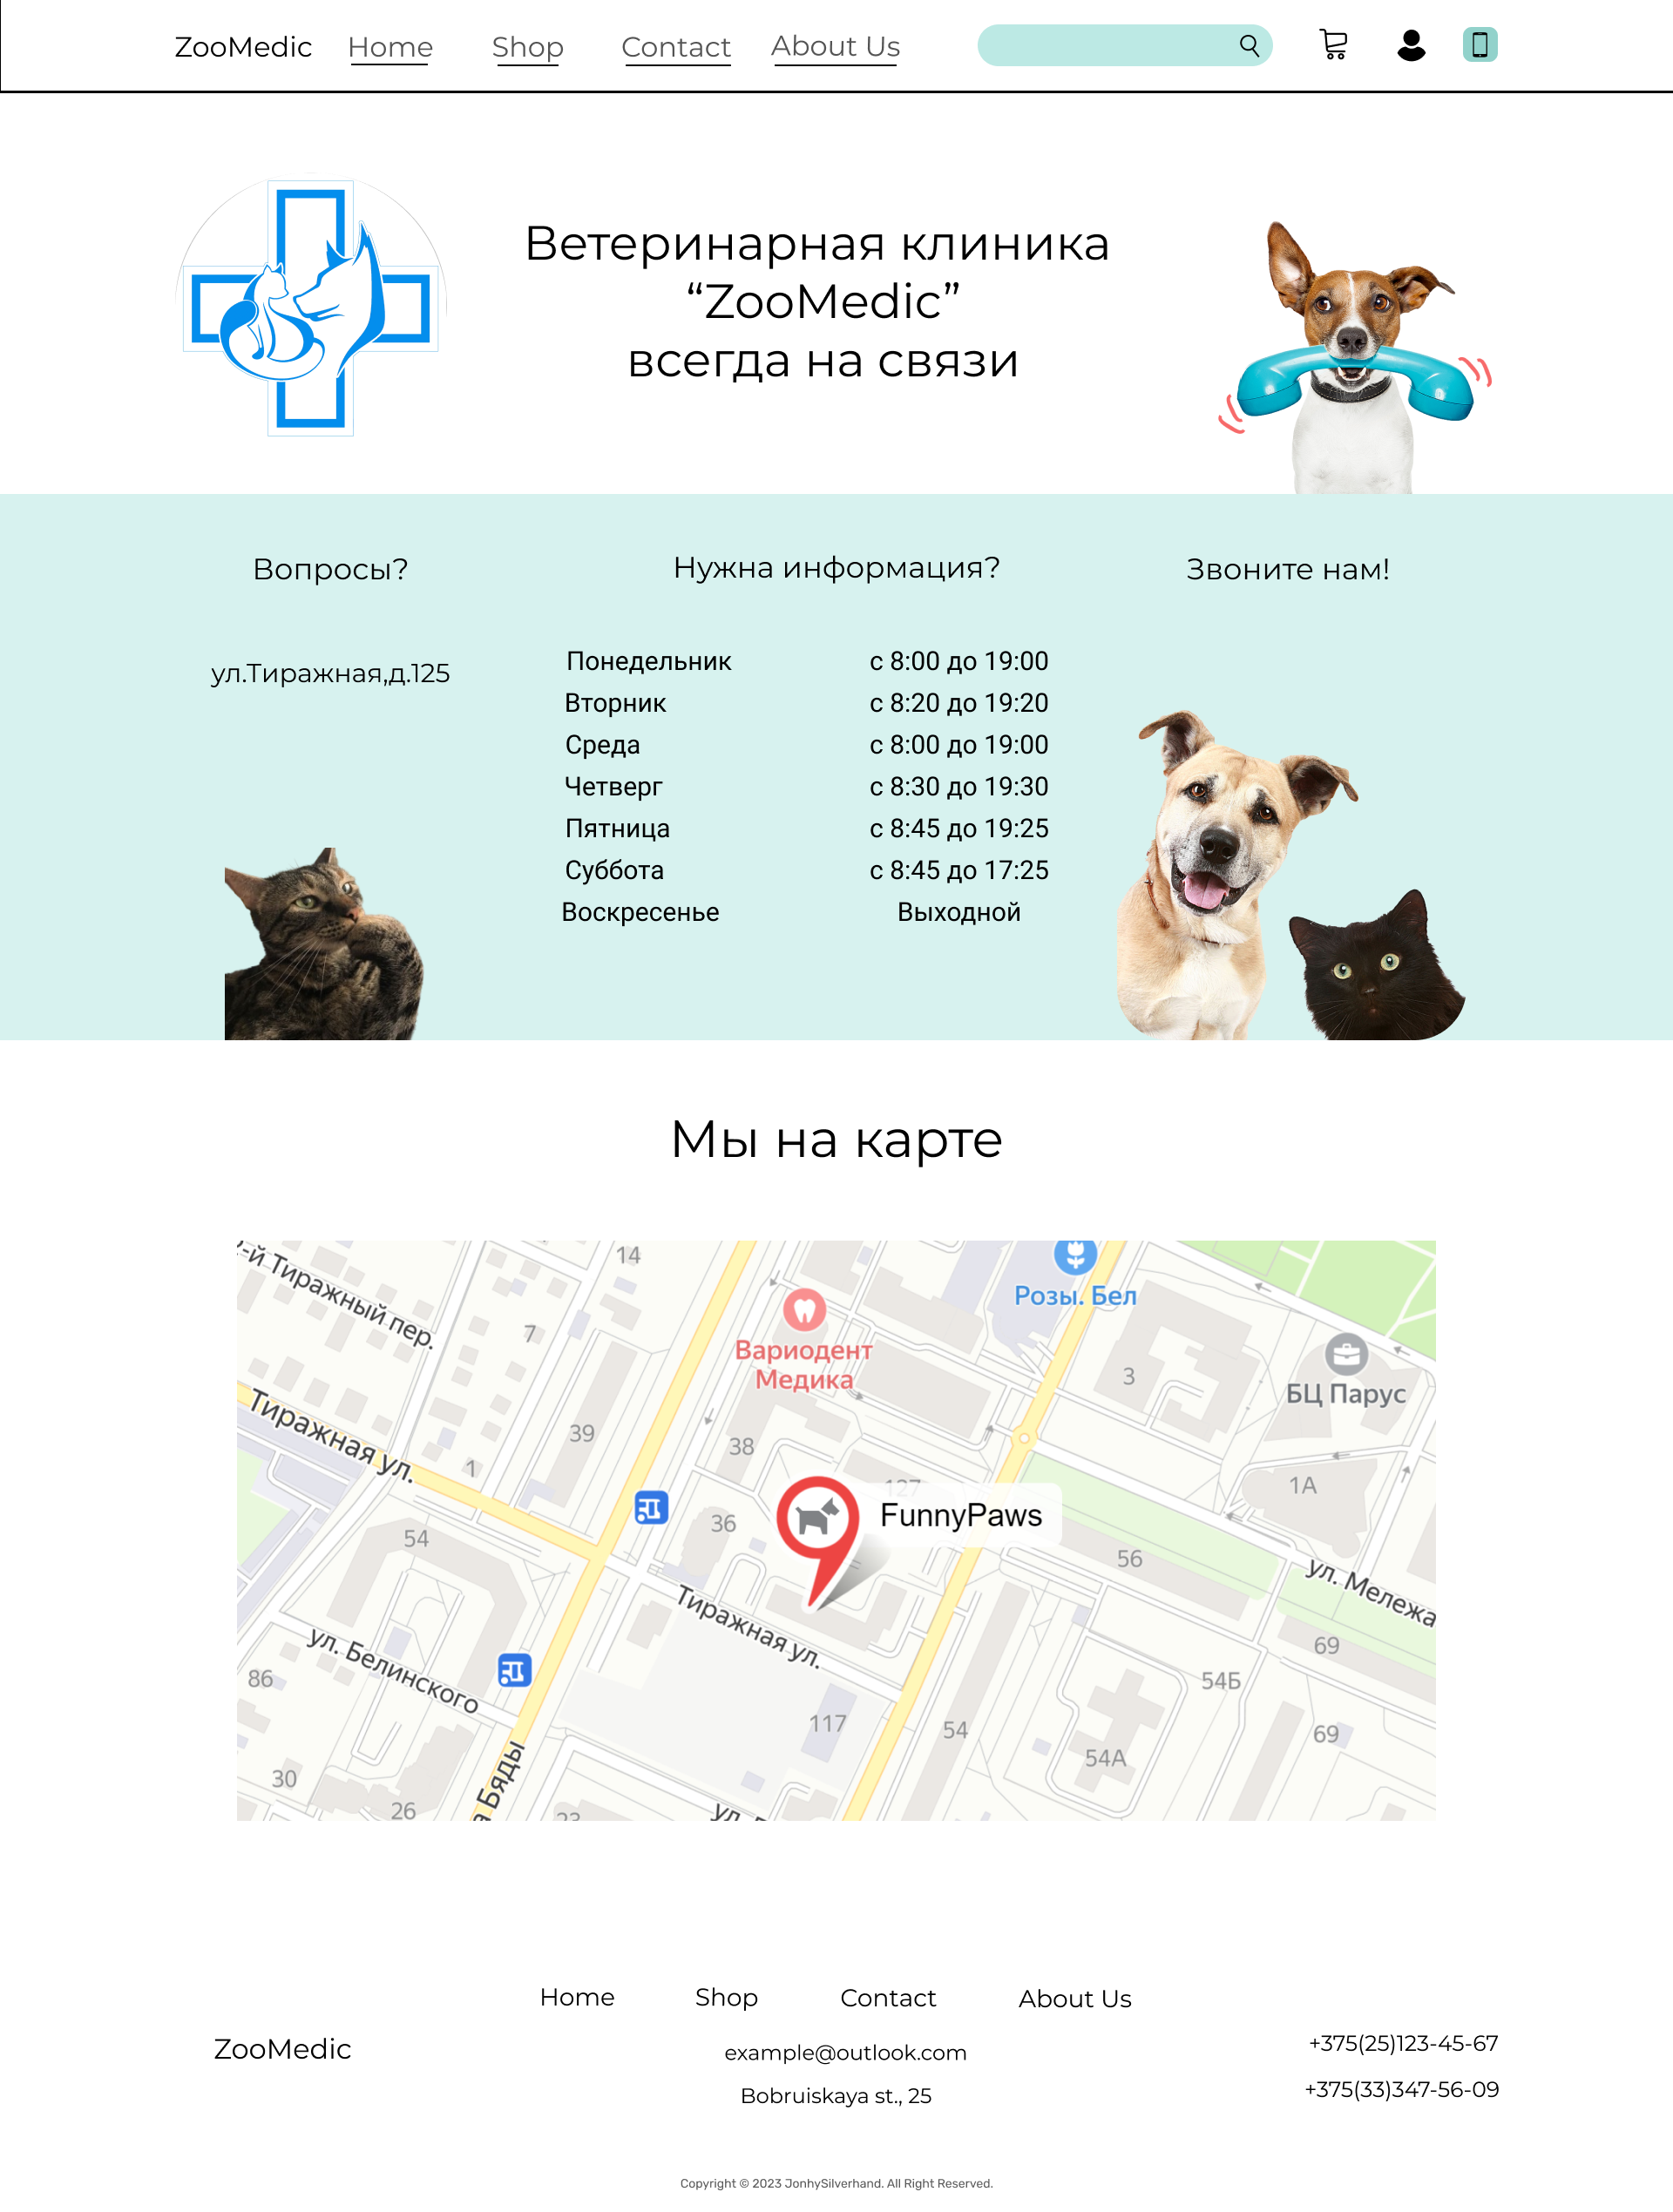 ZooMedic Home Shop Contact About Us
Ветеринарная клиника
“ZooMedic”
всегда на связи
Вопросы? Нужна информация? Звоните нам!
ул.Тиражная,д.125
Понедельник с 8:00 до 19:00
Вторник с 8:20 до 19:20
Среда с 8:00 до 19:00
Четверг с 8:30 до 19:30
Пятница с 8:45 до 19:25
Суббота с 8:45 до 17:25
Воскресенье Выходной
Мы на карте
2-й Тиражный пер.
14
Розы. Бел
7
Вариодент
Медика
3
БЦ Парус
Тиражная ул.
39
38
1
1А
127
FunnyPaws
36
54
56
ул. Мележа
Тиражная ул.
ул. Белинского
69
86
54Б
117
54
69
54А
30
Бяды
26
23
ул.
Home Shop Contact About Us
ZooMedic
example@outlook.com
Bobruiskaya st., 25
+375(25)123-45-67
+375(33)347-56-09
Copyright © 2023 JonhySilverhand. All Right Reserved.